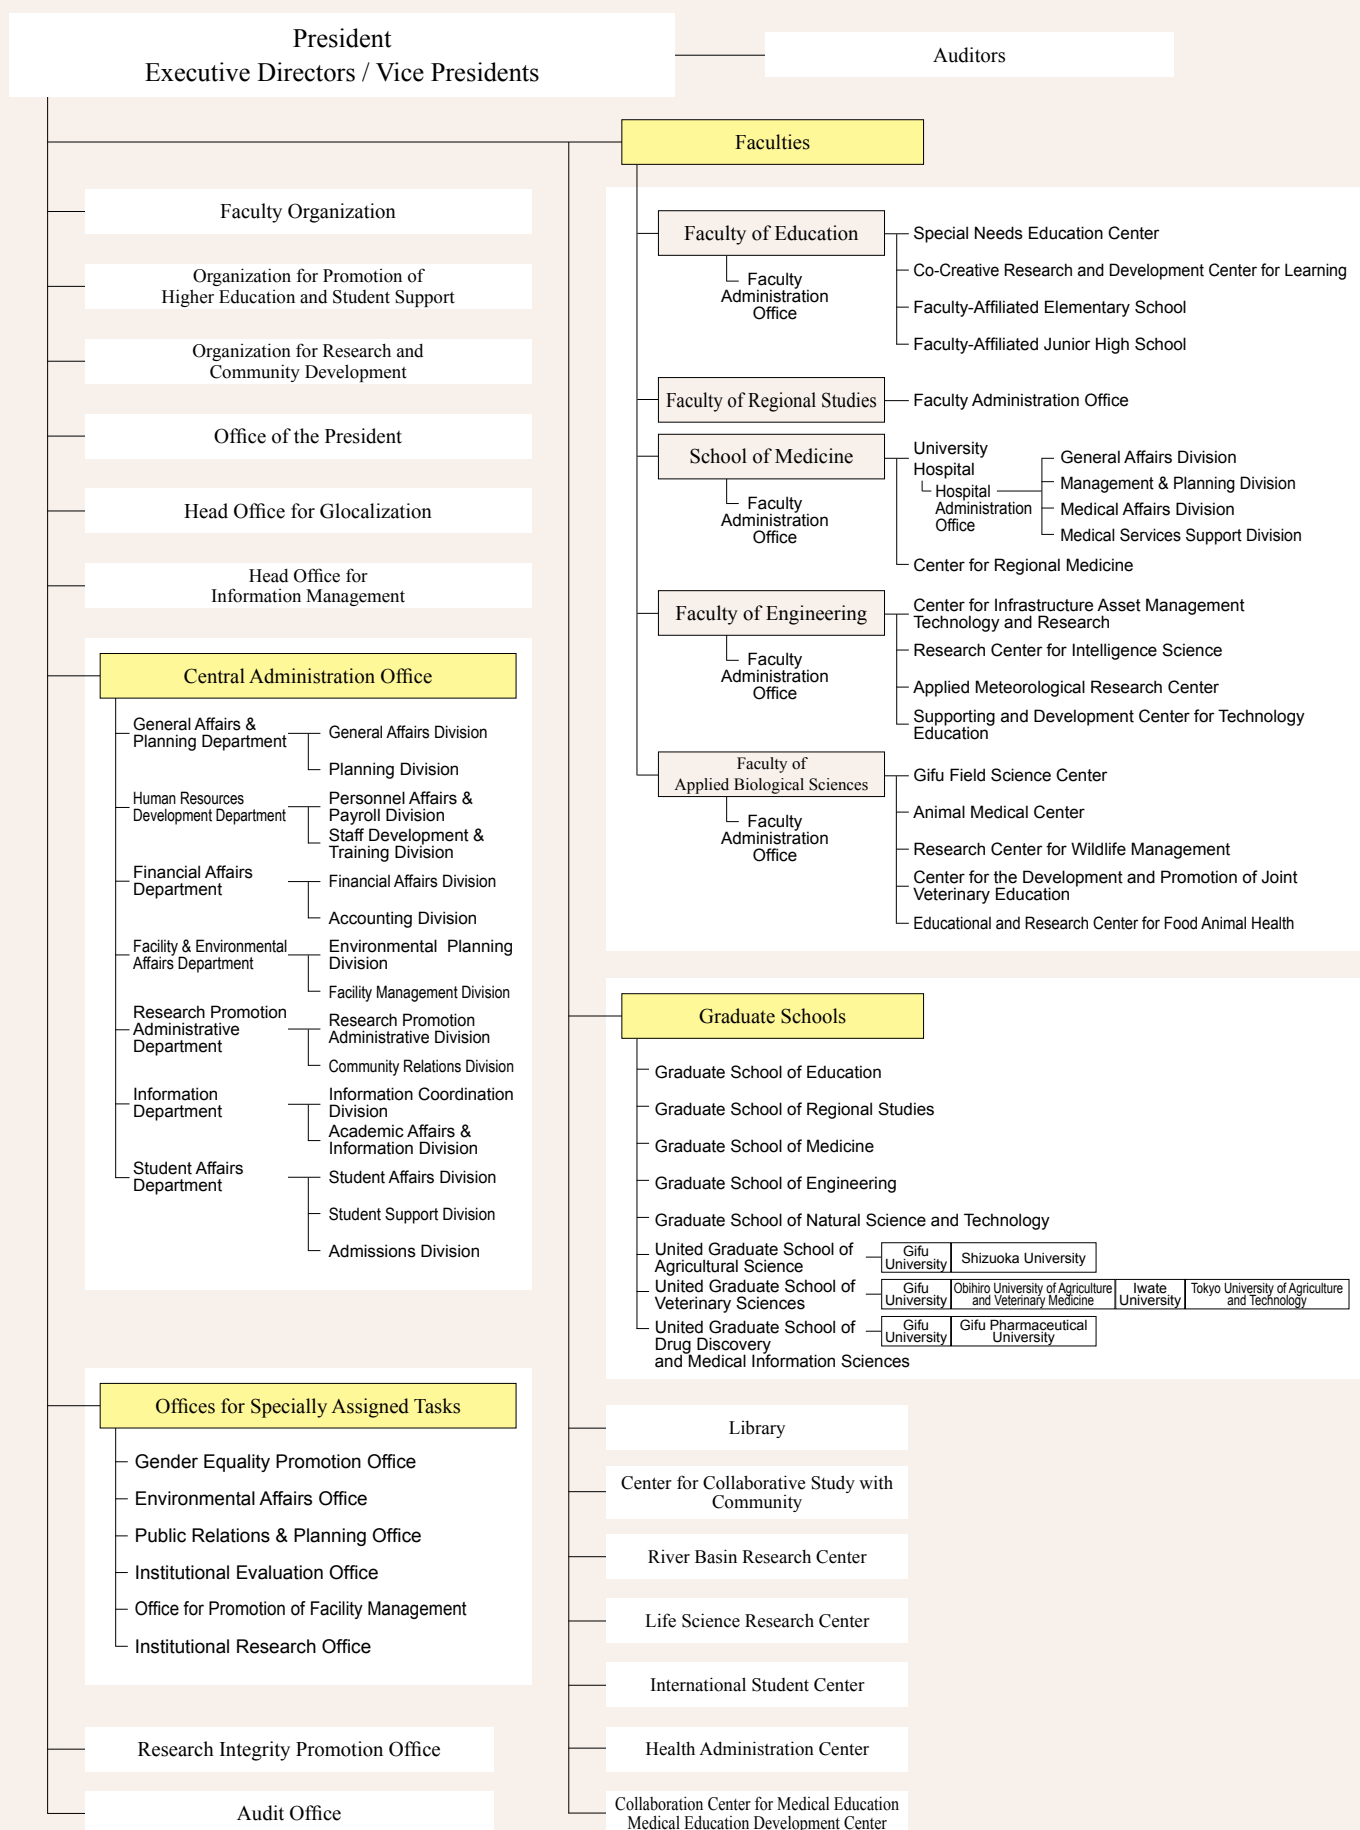 President
Executive Directors / Vice Presidents
Auditors
Faculty Organization
Organization for Promotion of
Higher Education and Student Support
Organization for Research and
Community Development
Office of the President
Head Office for Glocalization
Head Office for
Information Management
Central Administration Office
General Affairs &
Planning Department
General Affairs Division
Planning Division
Human Resources
Development Department
Personnel Affairs &
Payroll Division
Staff Development &
Training Division
Financial Affairs
Department
Financial Affairs Division
Accounting Division
Facility & Environmental
Affairs Department
Environmental Planning
Division
Facility Management Division
Research Promotion
Administrative
Department
Research Promotion
Administrative Division
Community Relations Division
Information
Department
Information Coordination
Division
Academic Affairs &
Information Division
Student Affairs
Department
Student Affairs Division
Student Support Division
Admissions Division
Offices for Specially Assigned Tasks
Gender Equality Promotion Office
Environmental Affairs Office
Public Relations & Planning Office
Institutional Evaluation Office
Office for Promotion of Facility Management
Institutional Research Office
Research Integrity Promotion Office
Audit Office
Faculties
Faculty of Education
Faculty
Administration
Office
Special Needs Education Center
Co-Creative Research and Development Center for Learning
Faculty-Affiliated Elementary School
Faculty-Affiliated Junior High School
Faculty of Regional Studies
Faculty Administration Office
School of Medicine
Faculty
Administration
Office
University
Hospital
Hospital
Administration
Office
General Affairs Division
Management & Planning Division
Medical Affairs Division
Medical Services Support Division
Center for Regional Medicine
Faculty of Engineering
Faculty
Administration
Office
Center for Infrastructure Asset Management
Technology and Research
Research Center for Intelligence Science
Applied Meteorological Research Center
Supporting and Development Center for Technology
Education
Faculty of
Applied Biological Sciences
Faculty
Administration
Office
Gifu Field Science Center
Animal Medical Center
Research Center for Wildlife Management
Center for the Development and Promotion of Joint
Veterinary Education
Educational and Research Center for Food Animal Health
Graduate Schools
Graduate School of Education
Graduate School of Regional Studies
Graduate School of Medicine
Graduate School of Engineering
Graduate School of Natural Science and Technology
United Graduate School of
Agricultural Science
Gifu
University
Shizuoka University
United Graduate School of
Veterinary Sciences
Gifu
University
Obihiro University of Agriculture
and Veterinary Medicine
Iwate
University
Tokyo University of Agriculture
and Technology
United Graduate School of
Drug Discovery
and Medical Information Sciences
Gifu
University
Gifu Pharmaceutical
University
Library
Center for Collaborative Study with
Community
River Basin Research Center
Life Science Research Center
International Student Center
Health Administration Center
Collaboration Center for Medical Education
Medical Education Development Center